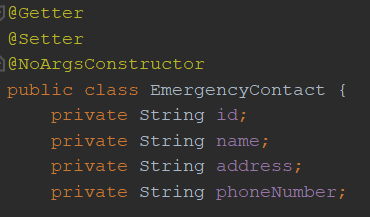 @Getter
@Setter
@NoArgsConstructor
public class EmergencyContact {
    private String id;
    private String name;
    private String address;
    private String phoneNumber;